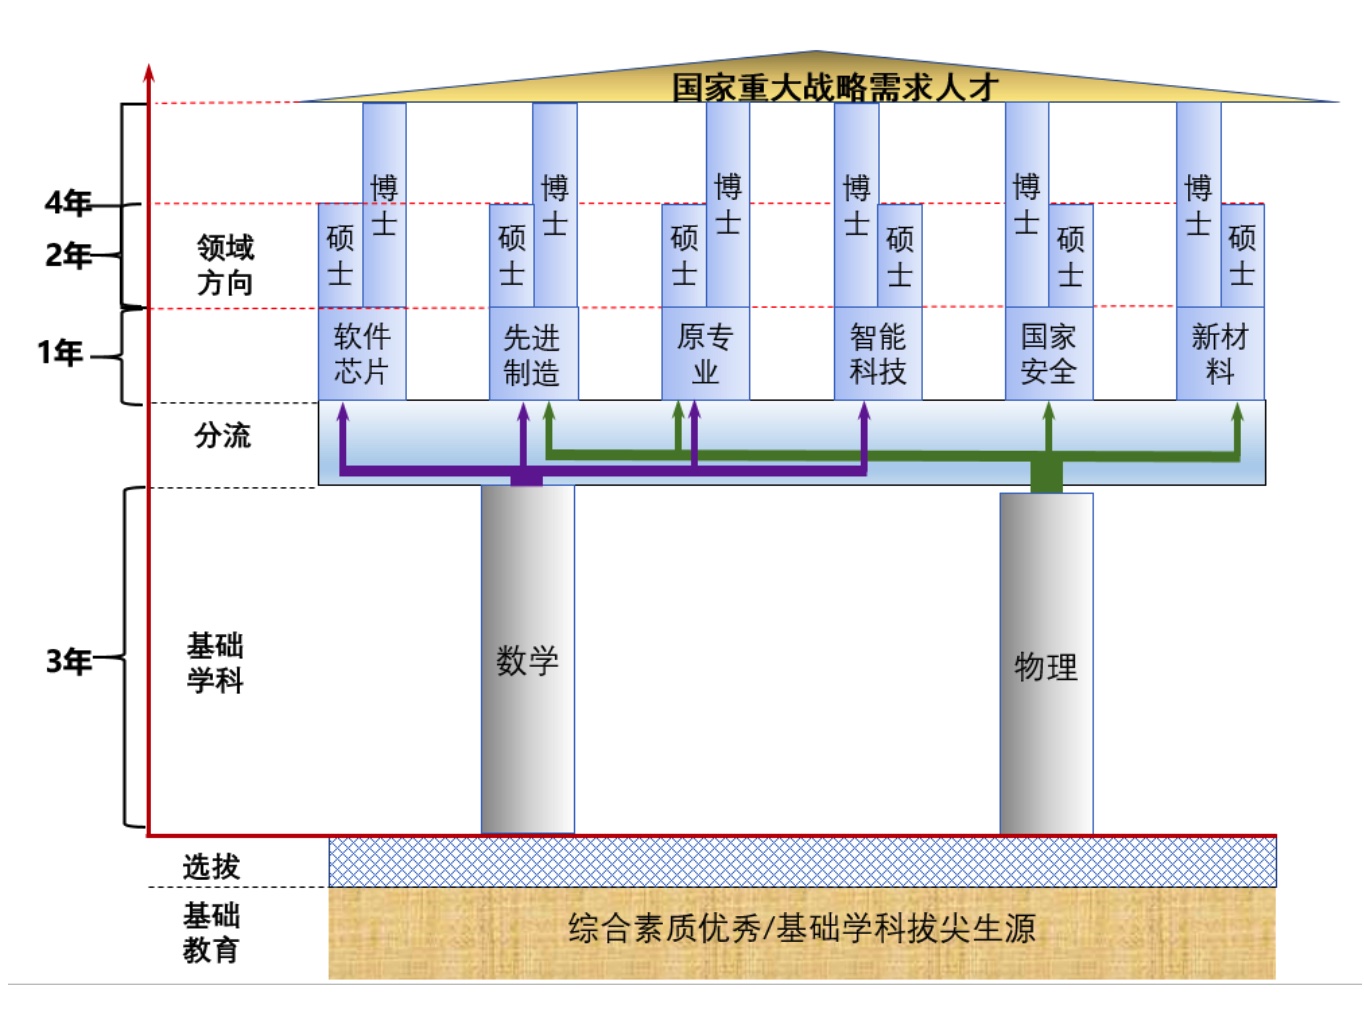 国家重大战略需求人才
4年
2年
领域
方向
硕
士
博
士
硕
士
博
士
硕
士
博
士
博
士
硕
士
博
士
硕
士
博
士
硕
士
1年
软件
芯片
先进
制造
原专
业
智能
科技
国家
安全
新材
料
分流
3年
基础
学科
数学
物理
选拔
基础
教育
综合素质优秀/基础学科拔尖生源